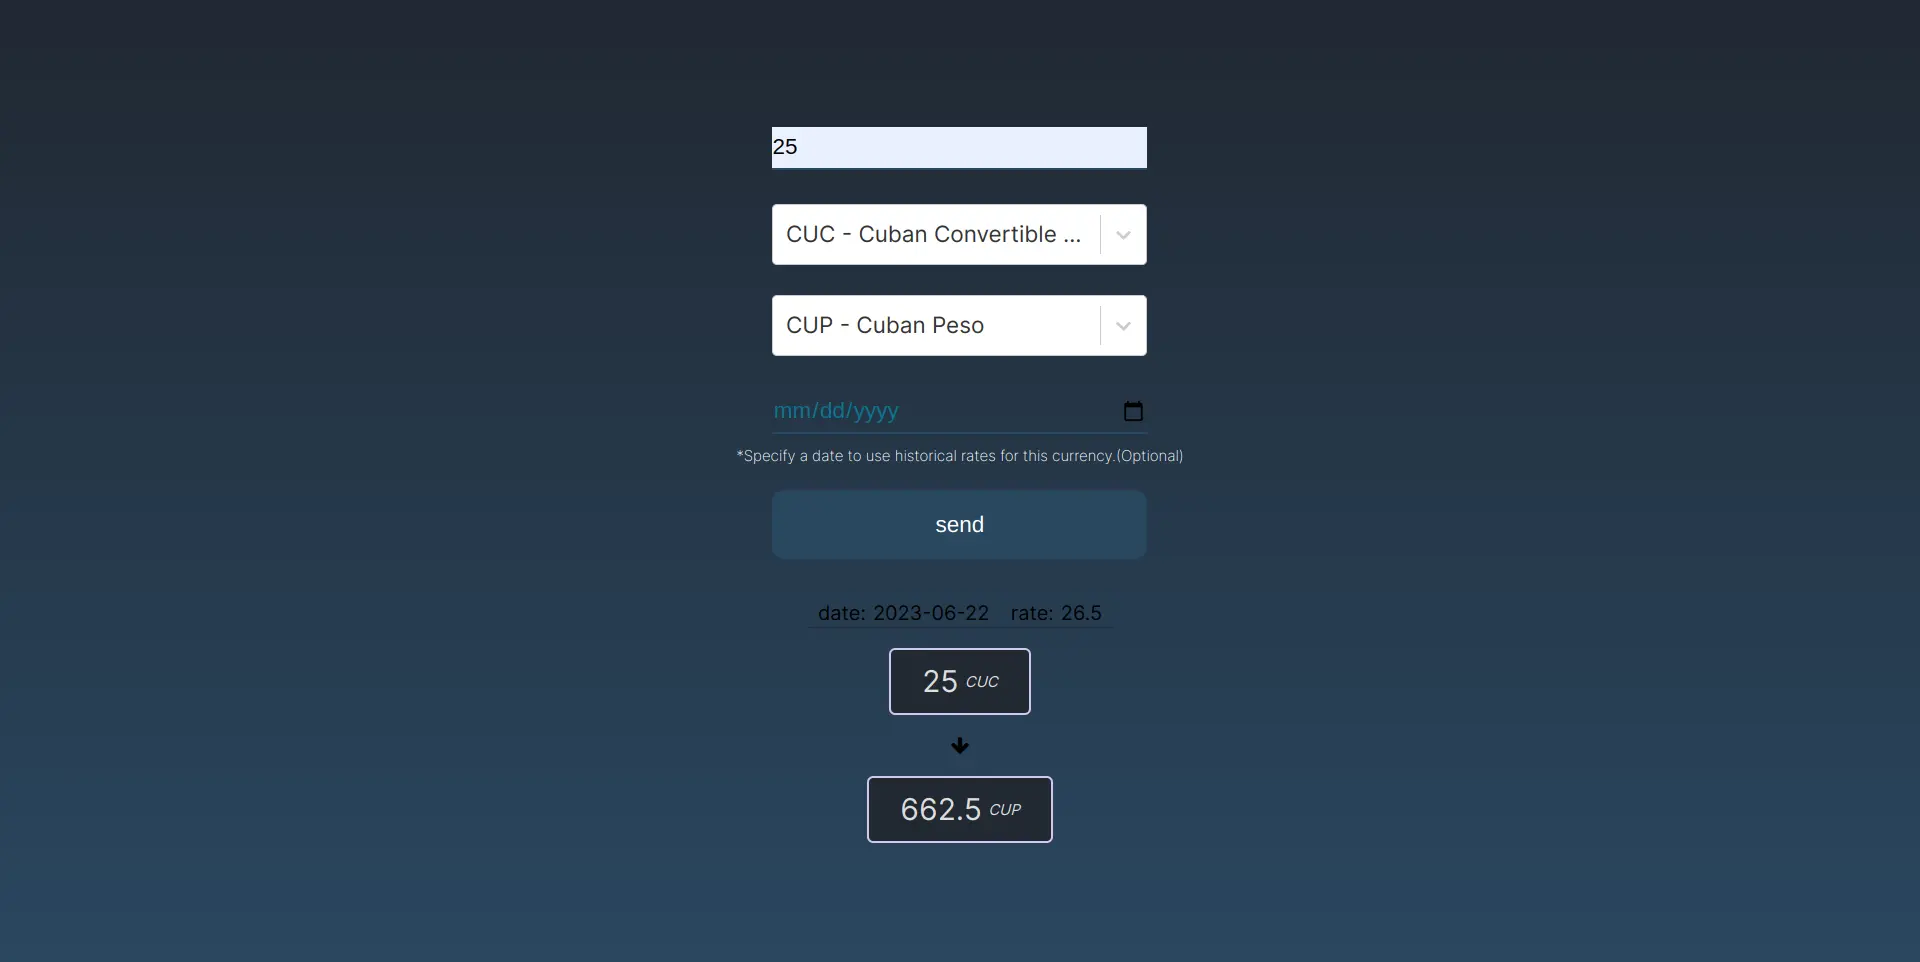 25
CUC - Cuban Convertible ...
CUP - Cuban Peso
mm/dd/yyyy
*Specify a date to use historical rates for this currency.(Optional)
send
date: 2023-06-22 rate: 26.5
25 CUC
662.5 CUP